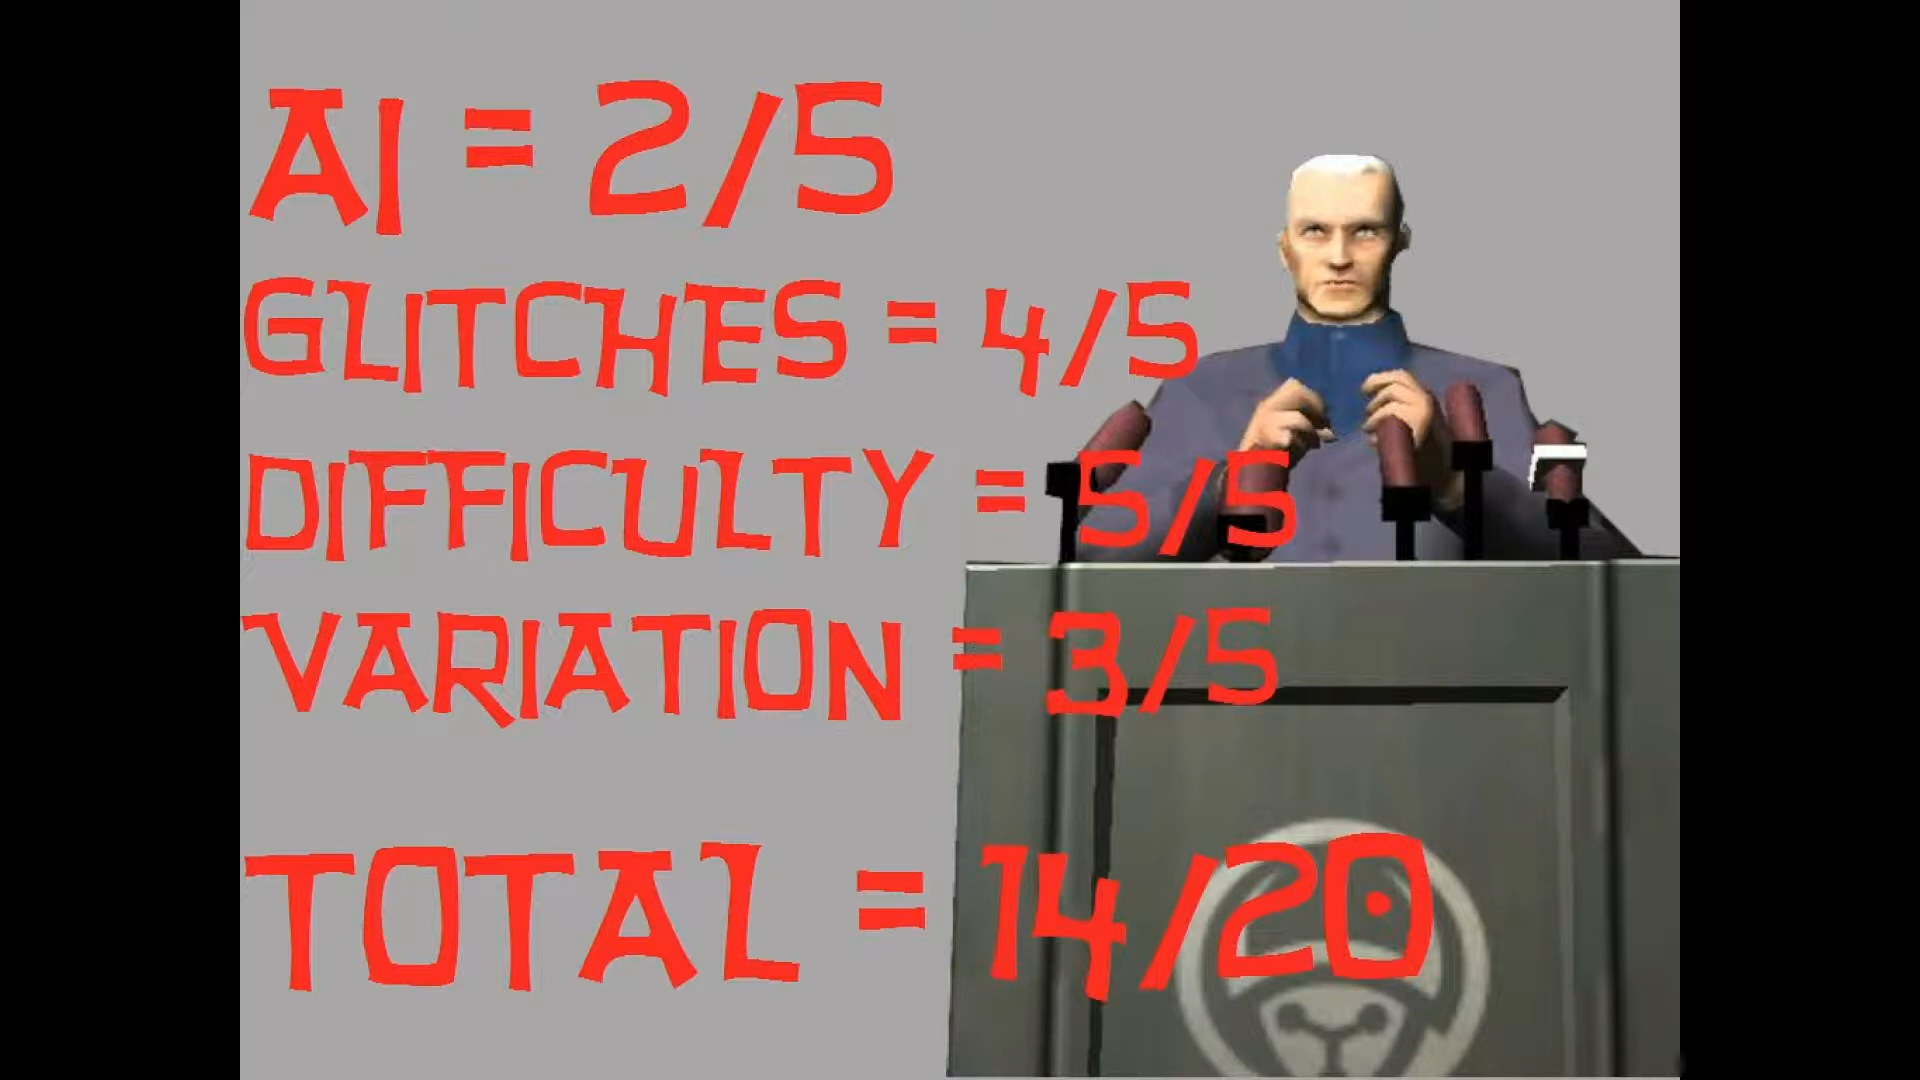 AI = 2/5
GLITCHES = 4/5
DIFFICULTY = 5/5
VARIATION = 3/5
TOTAL = 14/20